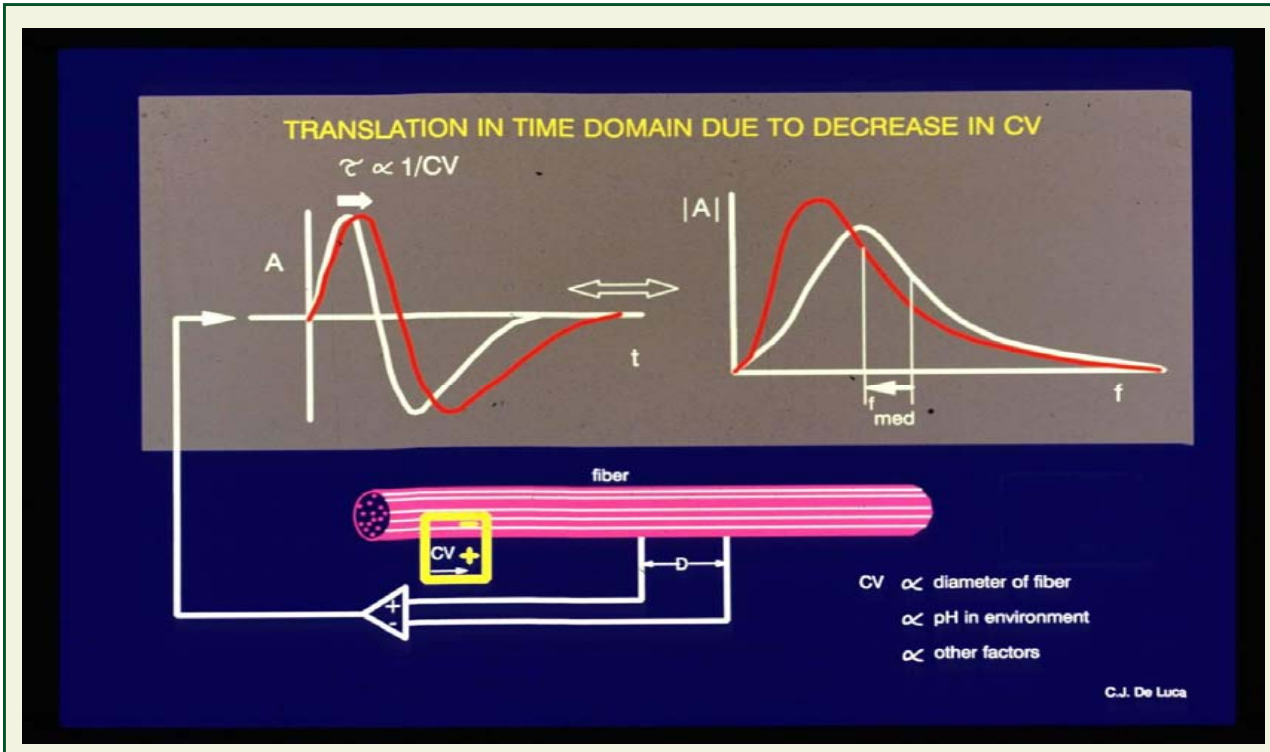 TRANSLATION IN TIME DOMAIN DUE TO DECREASE IN CV
τ ∝ 1/CV
A
t
|A|
f
f med
fiber
CV
D
+
-
CV ∝ diameter of fiber
∝ pH in environment
∝ other factors
C.J. De Luca